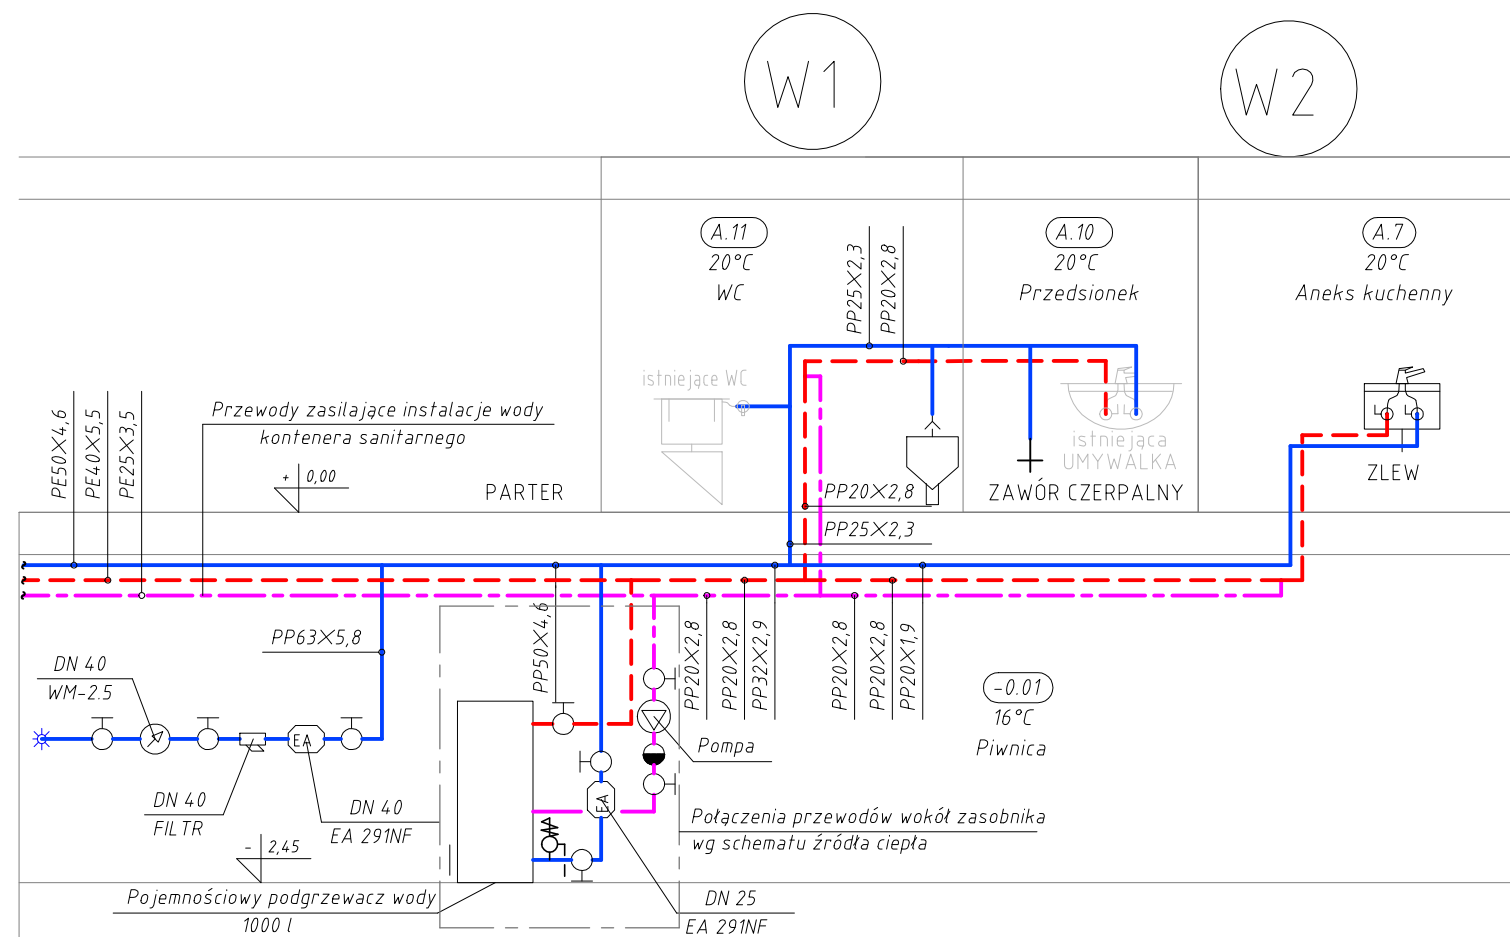 W1
W2
A.11
20°C
WC
A.10
20°C
Przedsionek
A.7
20°C
Aneks kuchenny
PP25X2,3
PP20X2,8
istniejące WC
istniejąca
UMYWALKA
ZAWÓR CZERPALNY
ZLEW
PE50X4,6
PE40X5,5
PE25X3,5
Przewody zasilające instalacje wody
kontenera sanitarnego
+ 0,00
PARTER
PP20X2,8
PP25X2,3
PP63X5,8
PP50X4,6
PP20X2,8
PP20X2,8
PP32X2,9
PP20X2,8
PP20X2,8
PP20X1,9
-0.01
16°C
Piwnica
DN 40
WM-2.5
EA
DN 40
FILTR
DN 40
EA 291NF
Pompa
EA
Połączenia przewodów wokół zasobnika
wg schematu źródła ciepła
- 2,45
Pojemnościowy podgrzewacz wody
1000 l
DN 25
EA 291NF